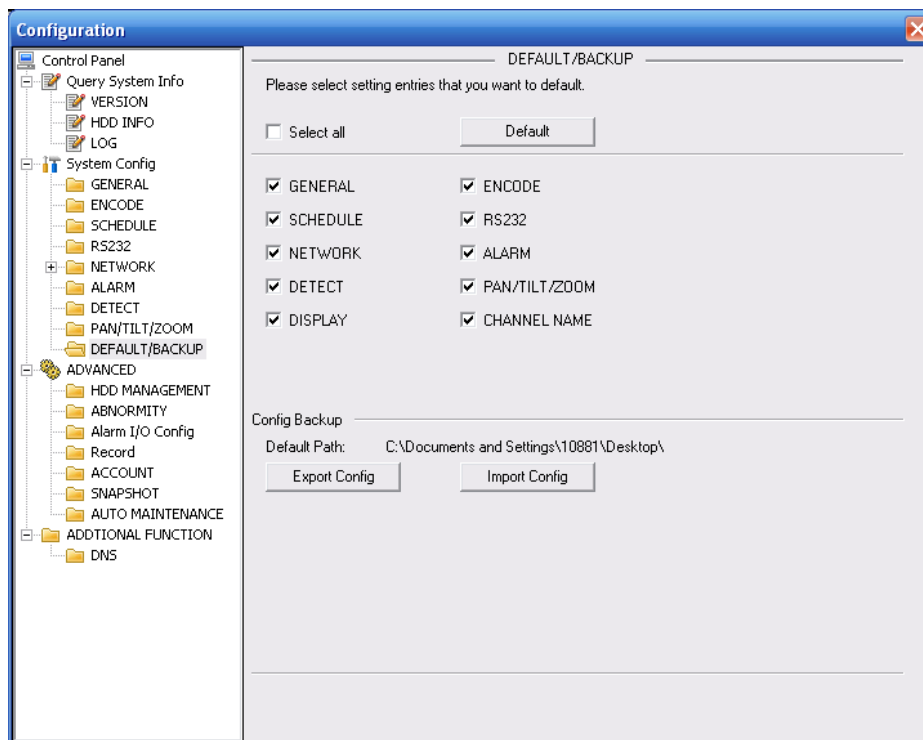 Configuration
Control Panel
Query System Info
VERSION
HDD INFO
LOG
System Config
GENERAL
ENCODE
SCHEDULE
RS232
NETWORK
ALARM
DETECT
PAN/TILT/ZOOM
DEFAULT/BACKUP
ADVANCED
HDD MANAGEMENT
ABNORMITY
Alarm I/O Config
Record
ACCOUNT
SNAPSHOT
AUTO MAINTENANCE
ADDTIONAL FUNCTION
DNS
DEFAULT/BACKUP
Please select setting entries that you want to default.
Select all Default
GENERAL ENCODE
SCHEDULE RS232
NETWORK ALARM
DETECT PAN/TILT/ZOOM
DISPLAY CHANNEL NAME
Config Backup
Default Path: C:\Documents and Settings\10881\Desktop\
Export Config Import Config